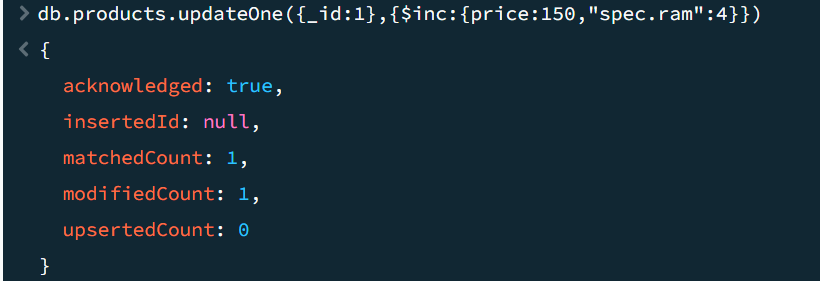 > db.products.updateOne({_id:1},{$inc:{price:150,"spec.ram":4}})
< {
acknowledged: true,
insertedId: null,
matchedCount: 1,
modifiedCount: 1,
upsertedCount: 0
}